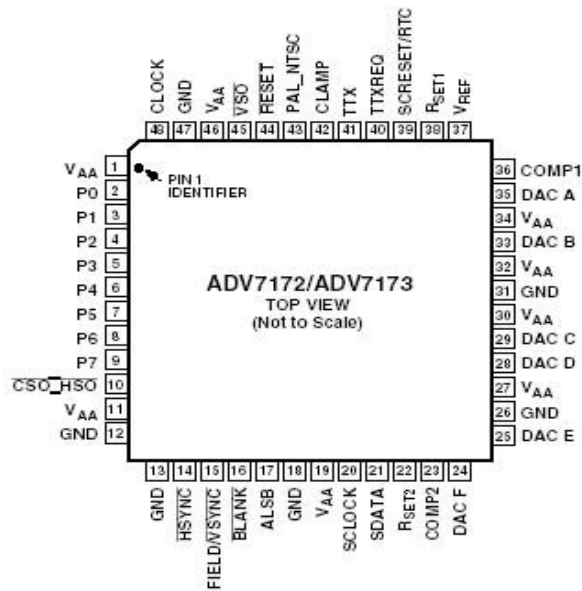 CLOCK
GND
VAA
VSO
RESET
PAL_NTSC
CLAMP
TTX
TTXREQ
SCRESET/RTC
RSET1
VREF
48 47 46 45 44 43 42 41 40 39 38 37
VAA 1
P0 2
P1 3
P2 4
P3 5
P4 6
P5 7
P6 8
P7 9
CSO_HSO 10
VAA 11
GND 12
PIN 1
IDENTIFIER
ADV7172/ADV7173
TOP VIEW
(Not to Scale)
36 COMP1
35 DAC A
34 VAA
33 DAC B
32 VAA
31 GND
30 VAA
29 DAC C
28 DAC D
27 VAA
26 GND
25 DAC E
13 14 15 16 17 18 19 20 21 22 23 24
GND
HSYNC
FIELD/VSYNC
BLANK
ALSB
GND
VAA
SCLOCK
SDATA
RSET2
COMP2
DAC F